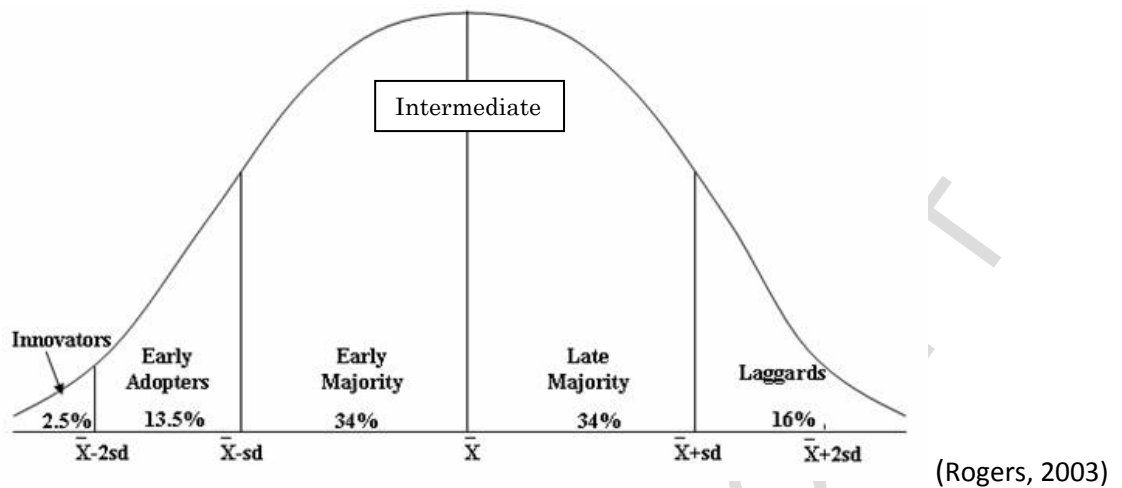 Intermediate
Innovators
Early
Adopters
Early
Majority
Late
Majority
Laggards
2.5%
13.5%
34%
34%
16%
X̄-2sd
X̄-sd
X̄
X̄+sd
X̄+2sd
(Rogers, 2003)